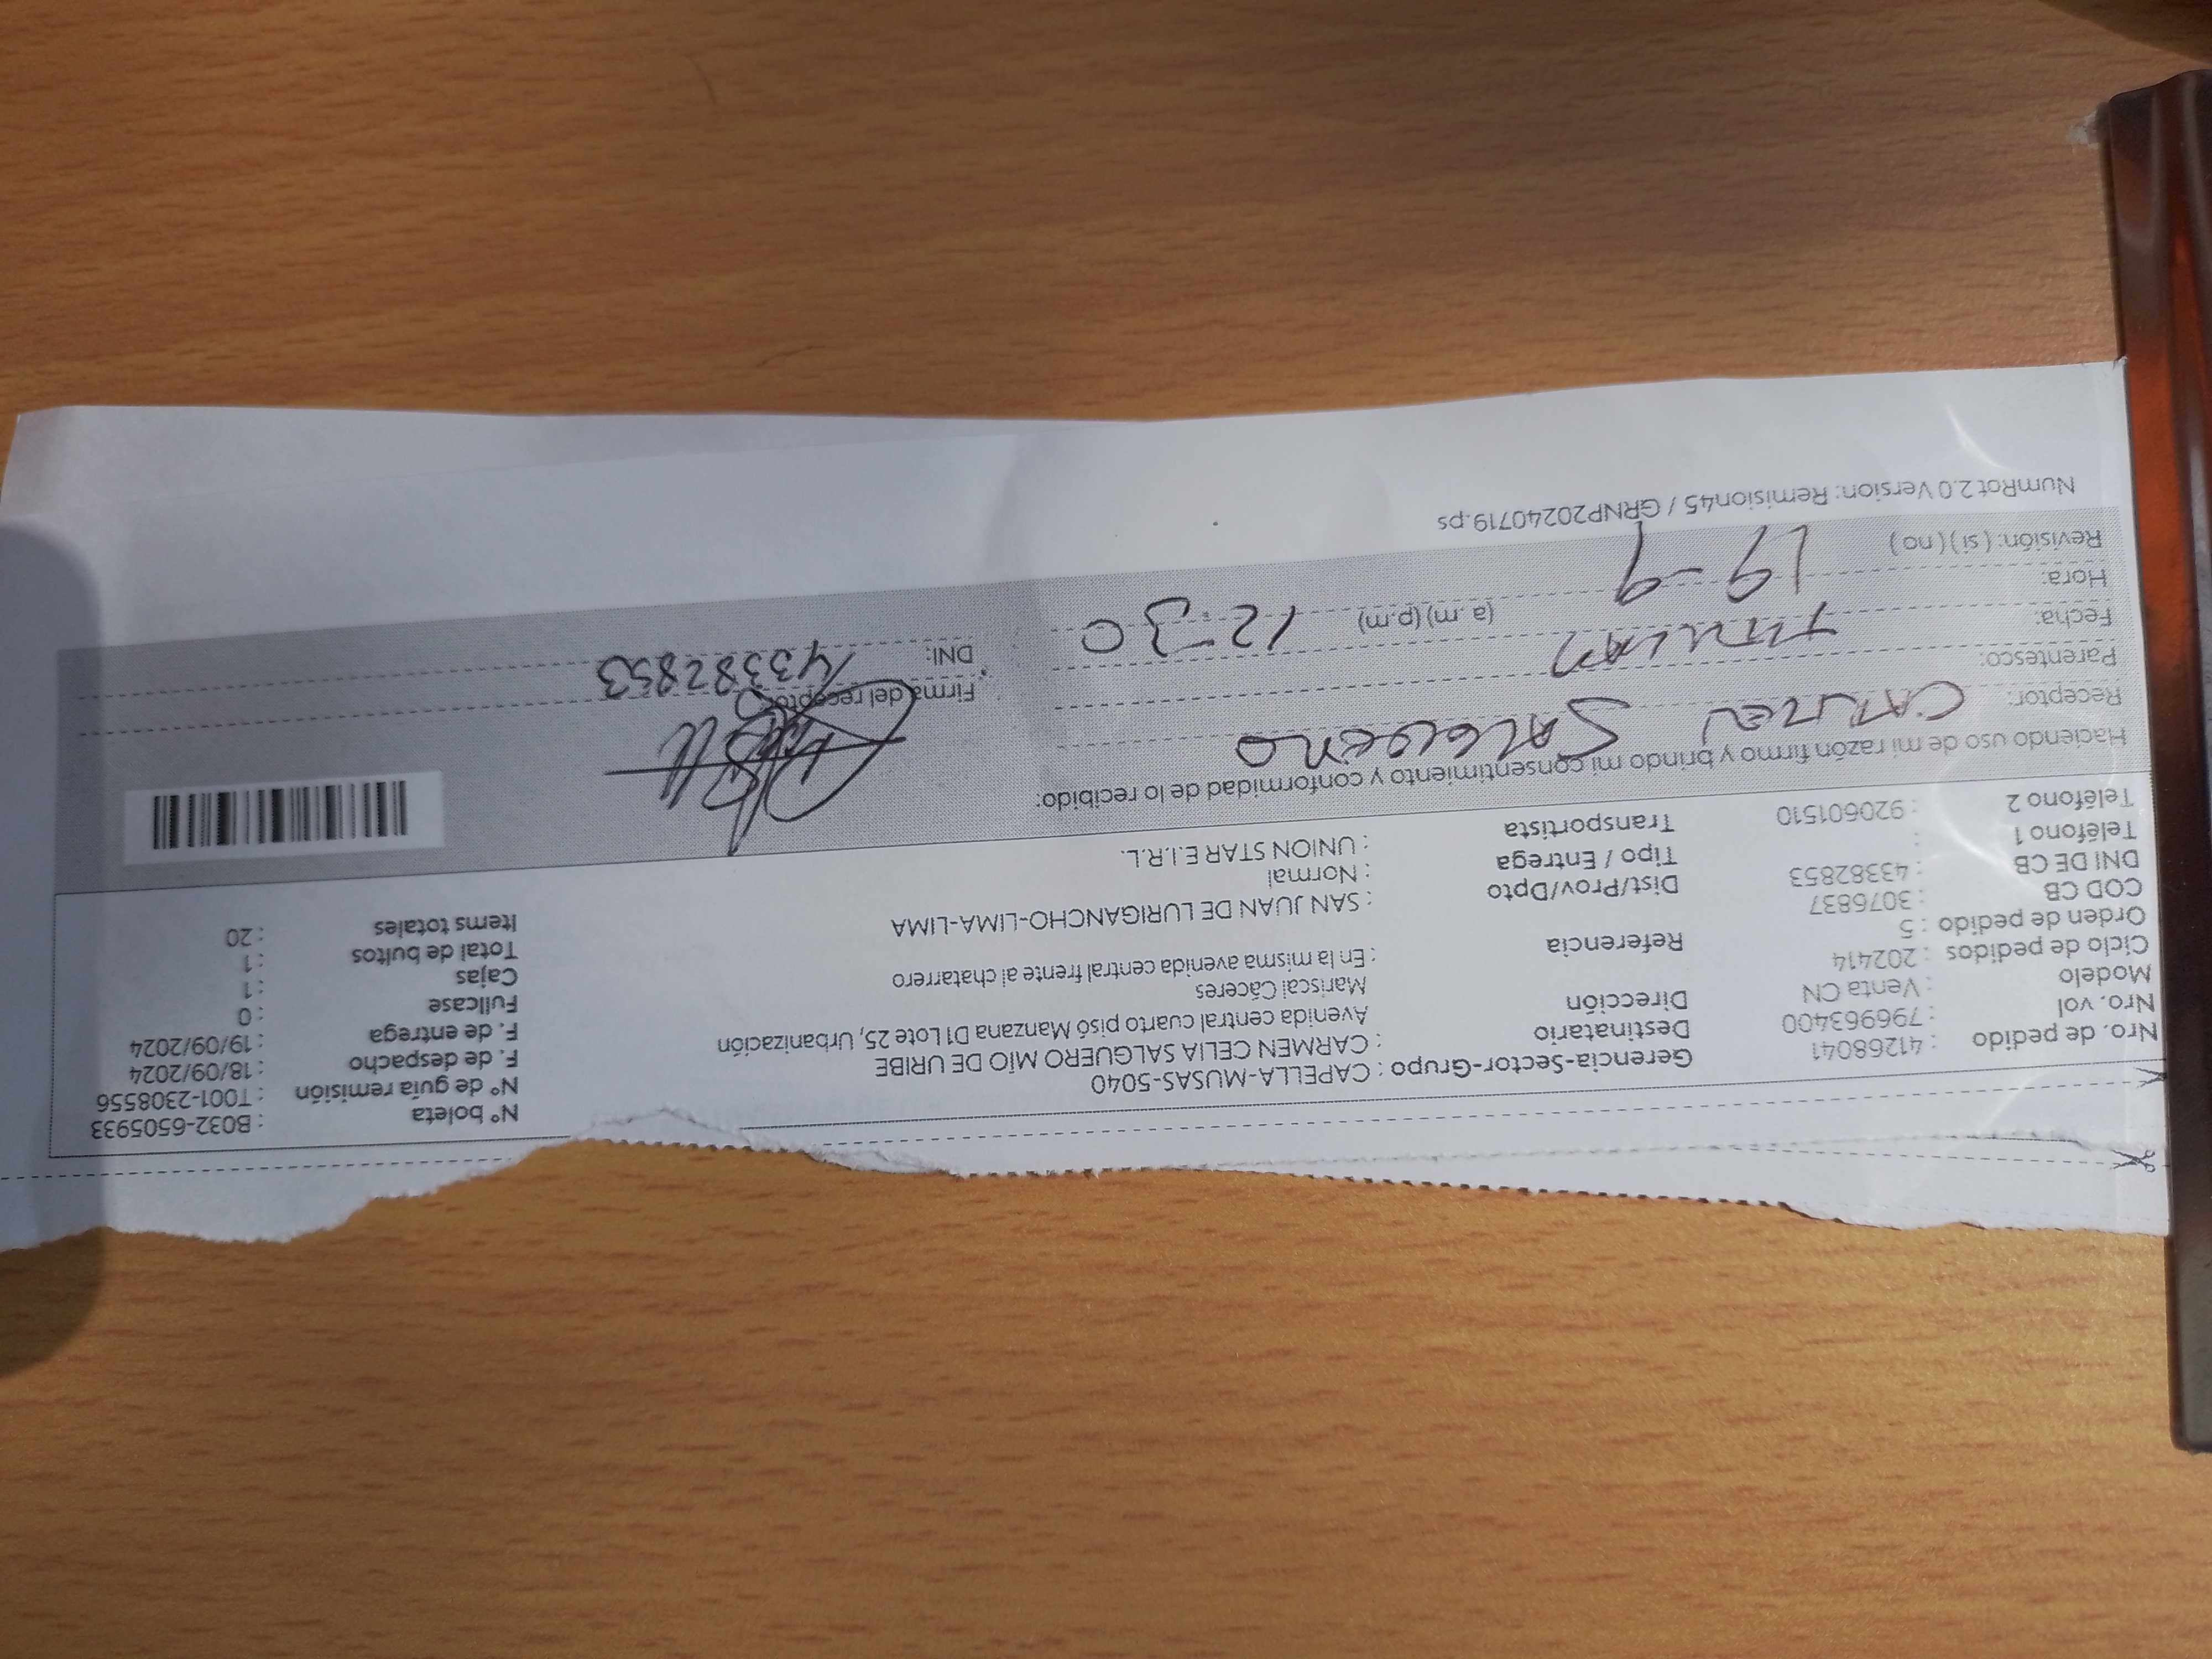 Nro. de pedido : 41268041 Gerencia-Sector-Grupo : CAPELLA-MUSAS-5040 N° boleta : B032-6505933
Nro. vol : 796963400 Destinatario : CARMEN CELIA SALGUERO MÍO DE URIBE N° de guía remisión : T001-2308556
Modelo : Venta CN Dirección Avenida central cuarto pisó Manzana D1 Lote 25, Urbanización F. de despacho : 18/09/2024
Mariscal Cáceres F. de entrega : 19/09/2024
Ciclo de pedidos : 202414 Referencia : En la misma avenida central frente al chatarrero Fullcase : 0
Orden de pedido : 5 Cajas : 1
COD CB : 3076837 Dist/Prov/Dpto : SAN JUAN DE LURIGANCHO-LIMA-LIMA Total de bultos : 1
DNI DE CB : 43382853 Tipo / Entrega : Normal Items totales : 20
Teléfono 1 : Transportista : UNION STAR E.I.R.L.
Teléfono 2 : 920601510
Haciendo uso de mi razón firmo y brindo mi consentimiento y conformidad de lo recibido:
Receptor: CARMEN SALGUERO Firma del receptor
Parentesco: DNI: 43382853
Fecha: 19-9
Hora: (a.m) (p.m) 12-30
Revisión: ( si ) ( no )
NumRot 2.0 Version: Remision45 / GRNP20240719.ps